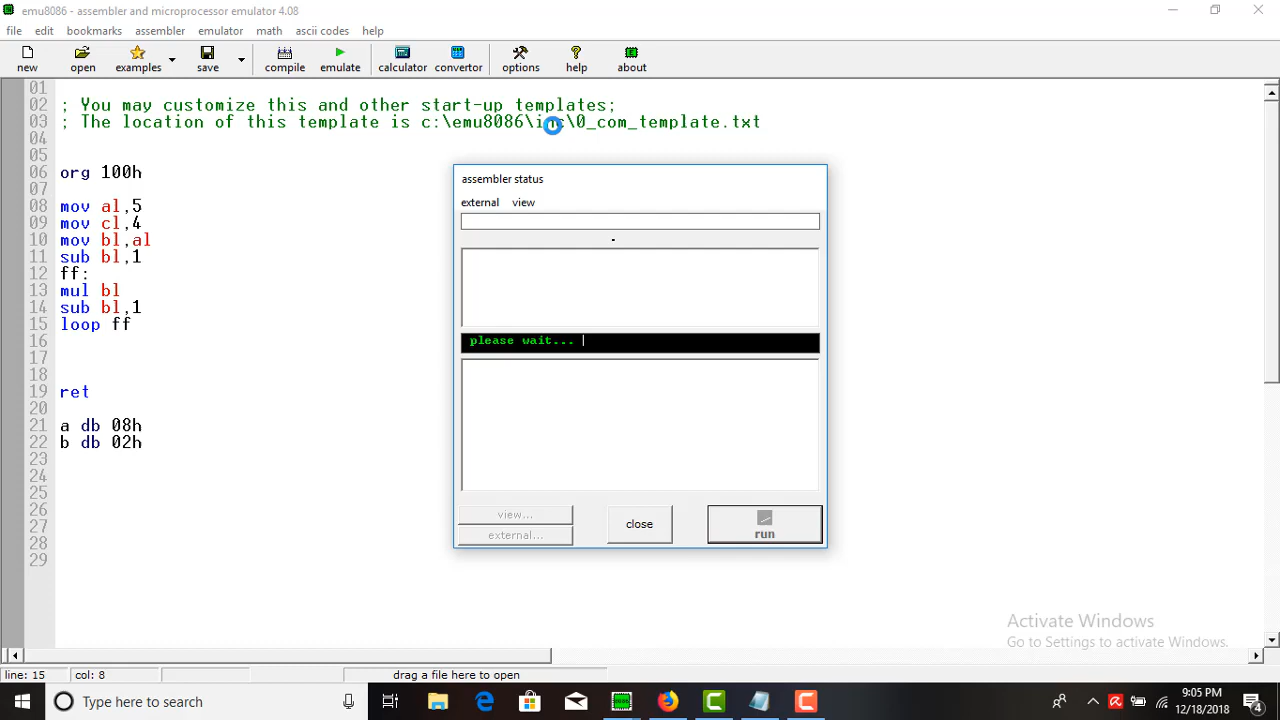 emu8086 - assembler and microprocessor emulator 4.08
file edit bookmarks assembler emulator math ascii codes help
new open examples save compile emulate calculator convertor options help about
01
02 ; You may customize this and other start-up templates;
03 ; The location of this template is c:\emu8086\inc\0_com_template.txt
04
05
06 org 100h
07
08 mov al,5
09 mov cl,4
10 mov bl,al
11 sub bl,1
12 ff:
13 mul bl
14 sub bl,1
15 loop ff
16
17
18
19 ret
20
21 a db 08h
22 b db 02h
23
24
25
26
27
28
29
assembler status
external view
please wait...
view...
external...
close
run
Activate Windows
Go to Settings to activate Windows.
line: 15 col: 8 drag a file here to open
Type here to search
9:05 PM
12/18/2018
4